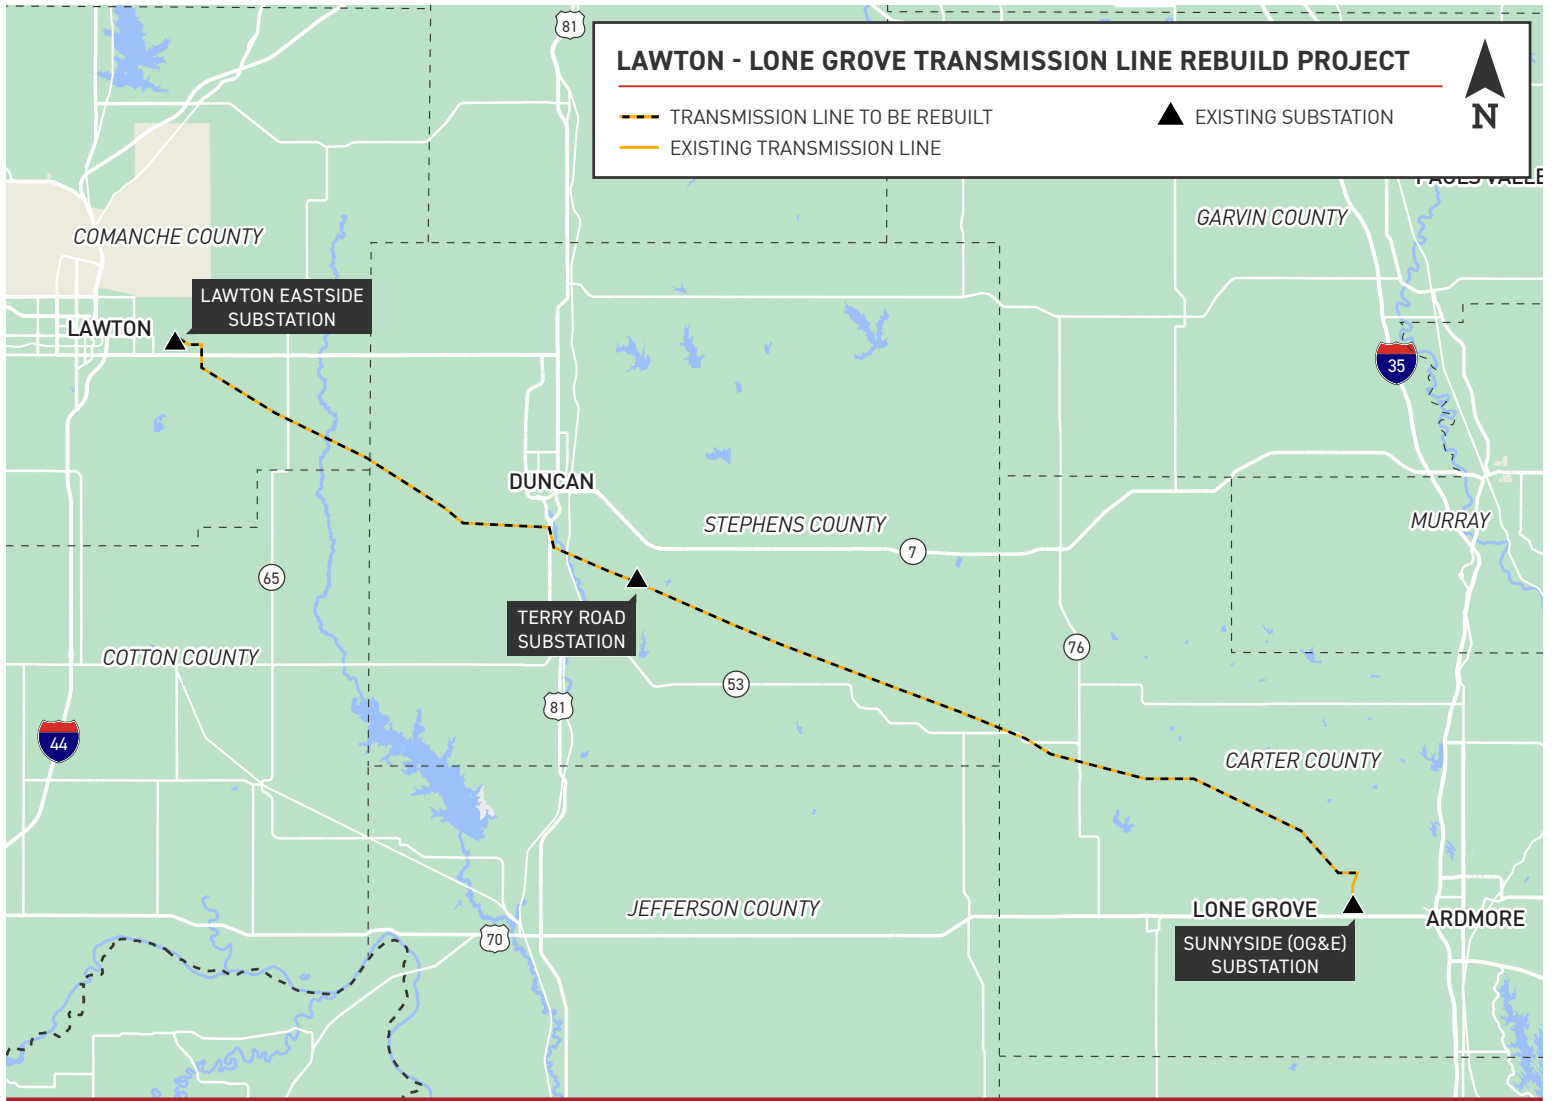 81
LAWTON - LONE GROVE TRANSMISSION LINE REBUILD PROJECT
TRANSMISSION LINE TO BE REBUILT
EXISTING SUBSTATION
EXISTING TRANSMISSION LINE
N
GARVIN COUNTY
COMANCHE COUNTY
LAWTON EASTSIDE
SUBSTATION
LAWTON
35
DUNCAN
STEPHENS COUNTY
MURRAY
7
65
TERRY ROAD
SUBSTATION
76
COTTON COUNTY
53
81
44
CARTER COUNTY
JEFFERSON COUNTY
LONE GROVE
ARDMORE
70
SUNNYSIDE (OG&E)
SUBSTATION